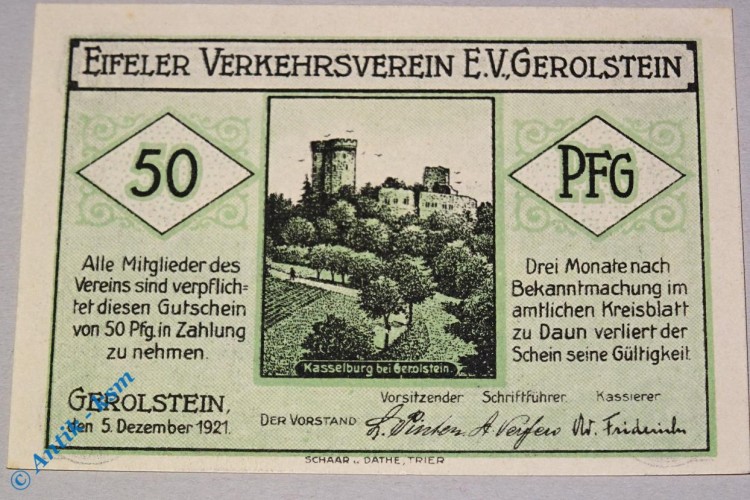 EIFELER VERKEHRSVEREIN E.V., GEROLSTEIN
50
PFG
Alle Mitglieder des
Vereins sind verpflich=
tet diesen Gutschein
von 50 Pfg. in Zahlung
zu nehmen.
Kasselburg bei Gerolstein.
Drei Monate nach
Bekanntmachung im
amtlichen Kreisblatt
zu Daun verliert der
Schein seine Gültigkeit
GEROLSTEIN,
den 5. Dezember 1921.
Vorsitzender Schriftführer Kassierer
DER VORSTAND
SCHAAR u. DATHE, TRIER
© Antik-ksm